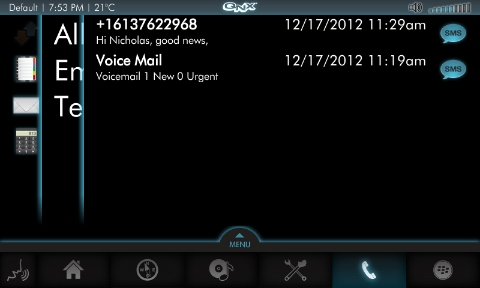 Default | 7:53 PM | 21°C
QNX
+16137622968 12/17/2012 11:29am
Hi Nicholas, good news,
SMS
Voice Mail 12/17/2012 11:19am
Voicemail 1 New 0 Urgent
SMS
All
Em
Te
MENU